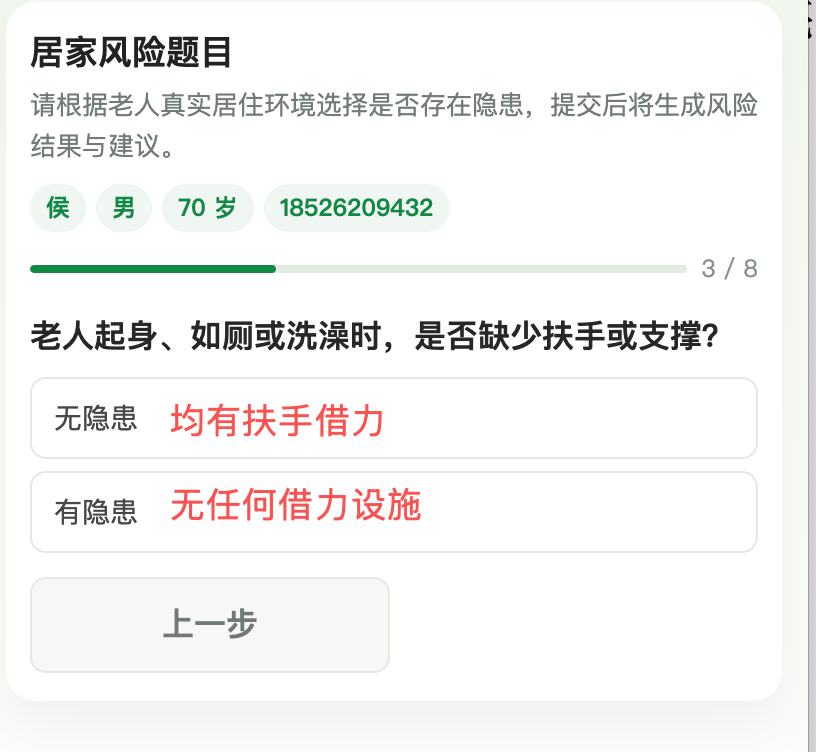 居家风险题目
请根据老人真实居住环境选择是否存在隐患，提交后将生成风险
结果与建议。
侯 男 70 岁 18526209432
3 / 8
老人起身、如厕或洗澡时，是否缺少扶手或支撑？
无隐患 均有扶手借力
有隐患 无任何借力设施
上一步